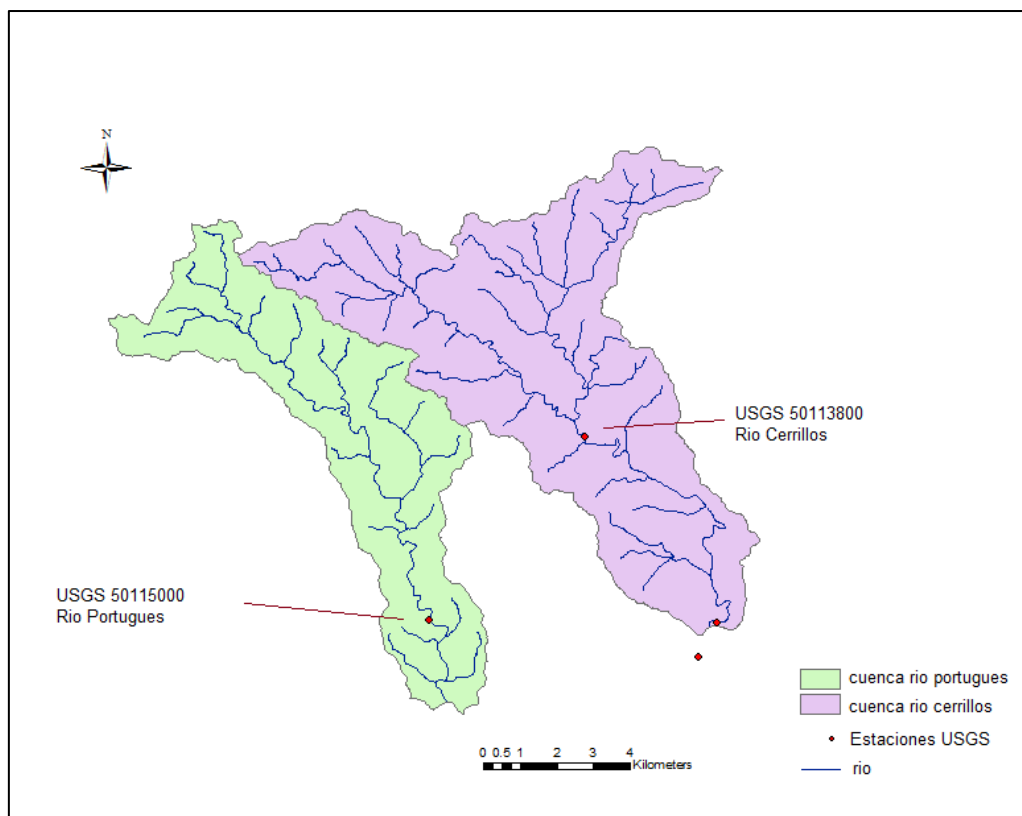 N
USGS 50113800
Rio Cerrillos
USGS 50115000
Rio Portugues
cuenca rio portugues
cuenca rio cerrillos
Estaciones USGS
rio
0 0.5 1 2 3 4
Kilometers